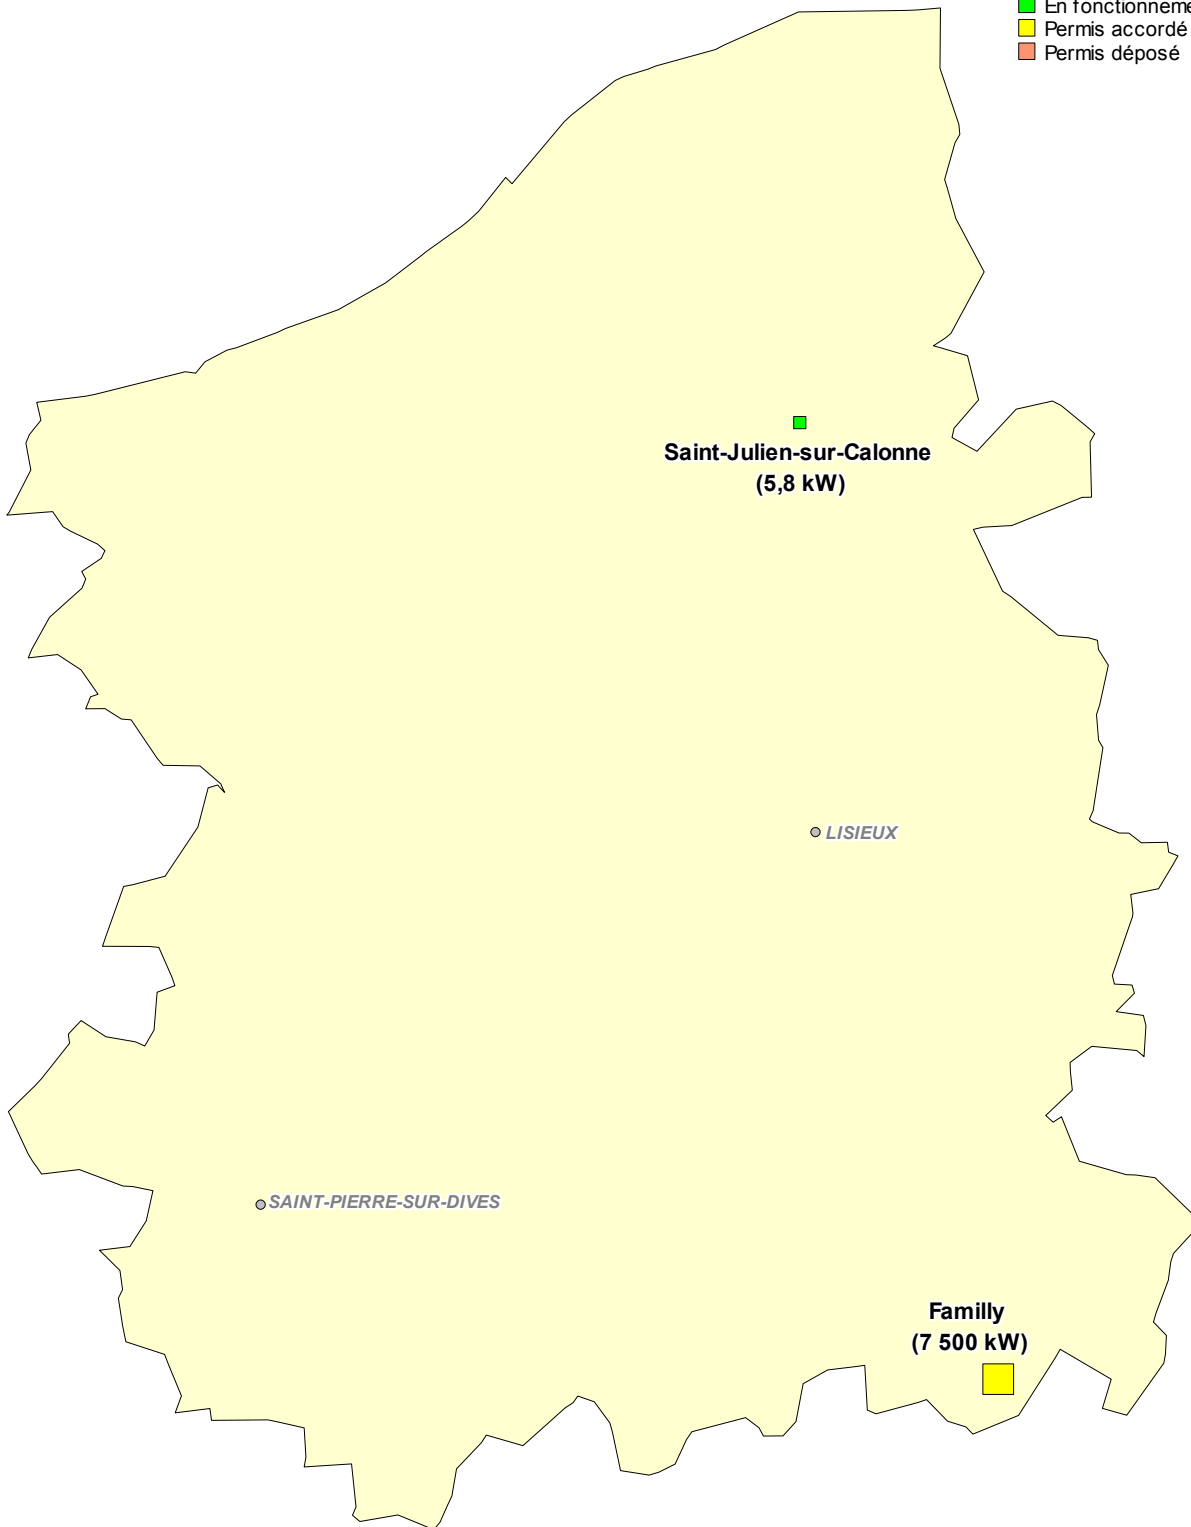 En fonctionneme
Permis accordé
Permis déposé
Saint-Julien-sur-Calonne
(5,8 kW)
LISIEUX
SAINT-PIERRE-SUR-DIVES
Familly
(7 500 kW)